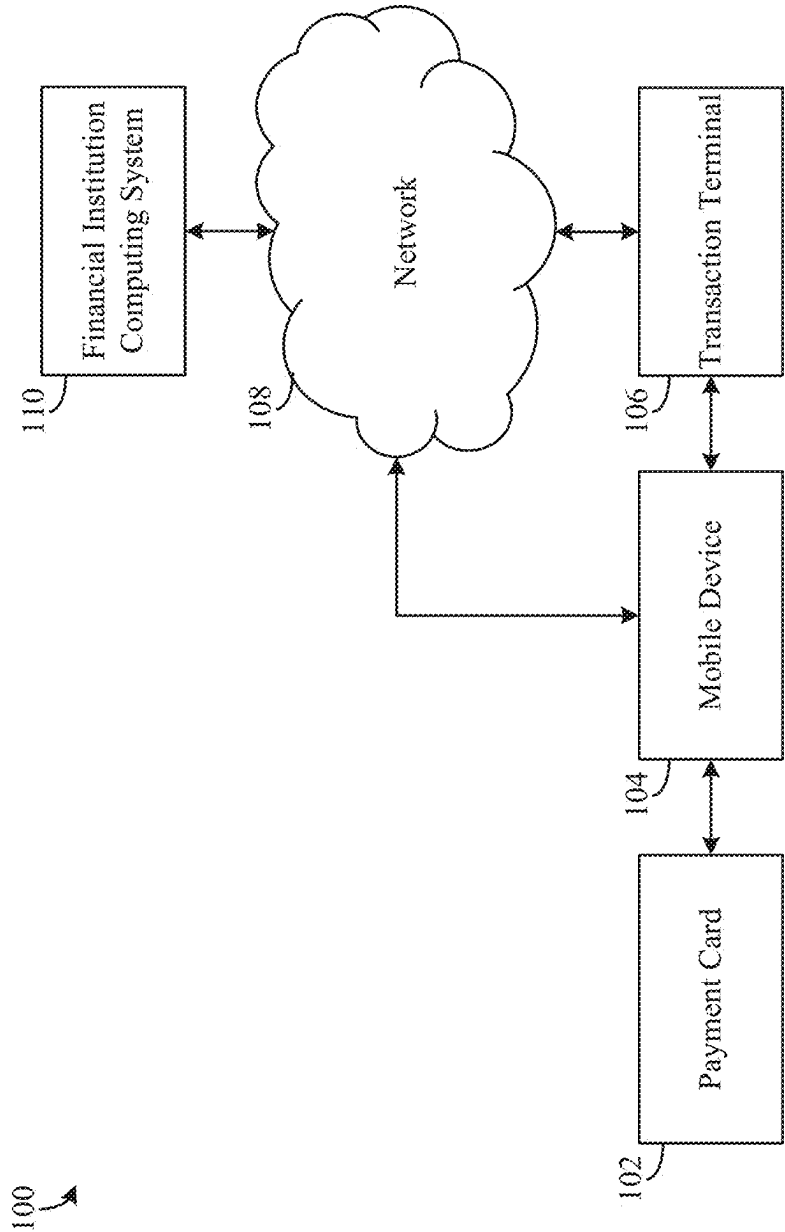 100
110
Financial Institution
Computing System
108
Network
102
Payment Card
104
Mobile Device
106
Transaction Terminal